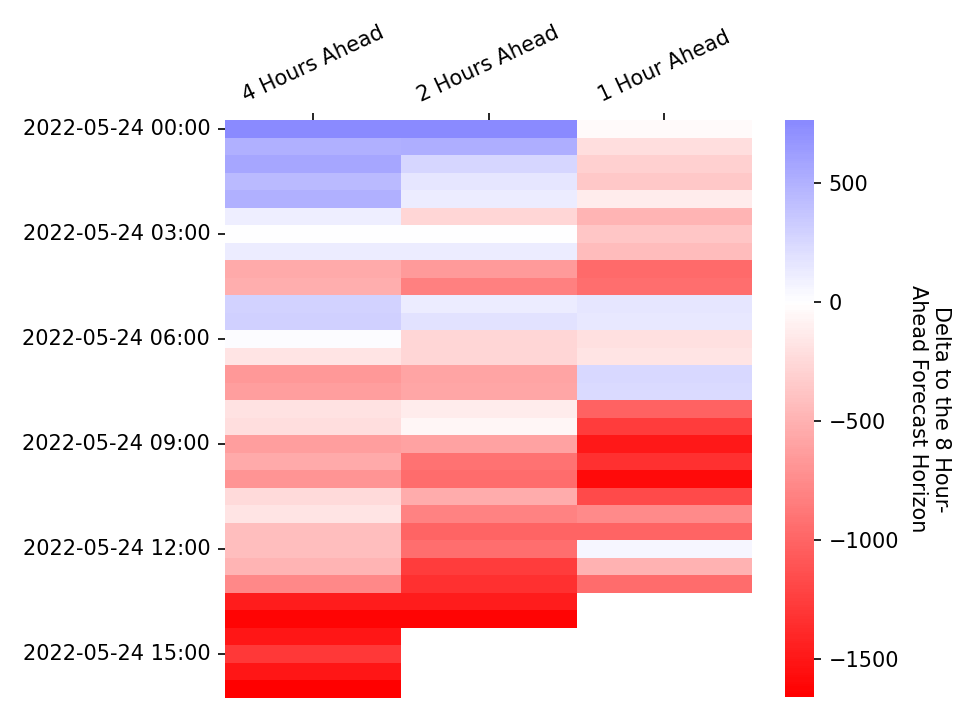 4 Hours Ahead
2 Hours Ahead
1 Hour Ahead
2022-05-24 00:00
2022-05-24 03:00
2022-05-24 06:00
2022-05-24 09:00
2022-05-24 12:00
2022-05-24 15:00
500
0
−500
−1000
−1500
Delta to the 8 Hour-
Ahead Forecast Horizon